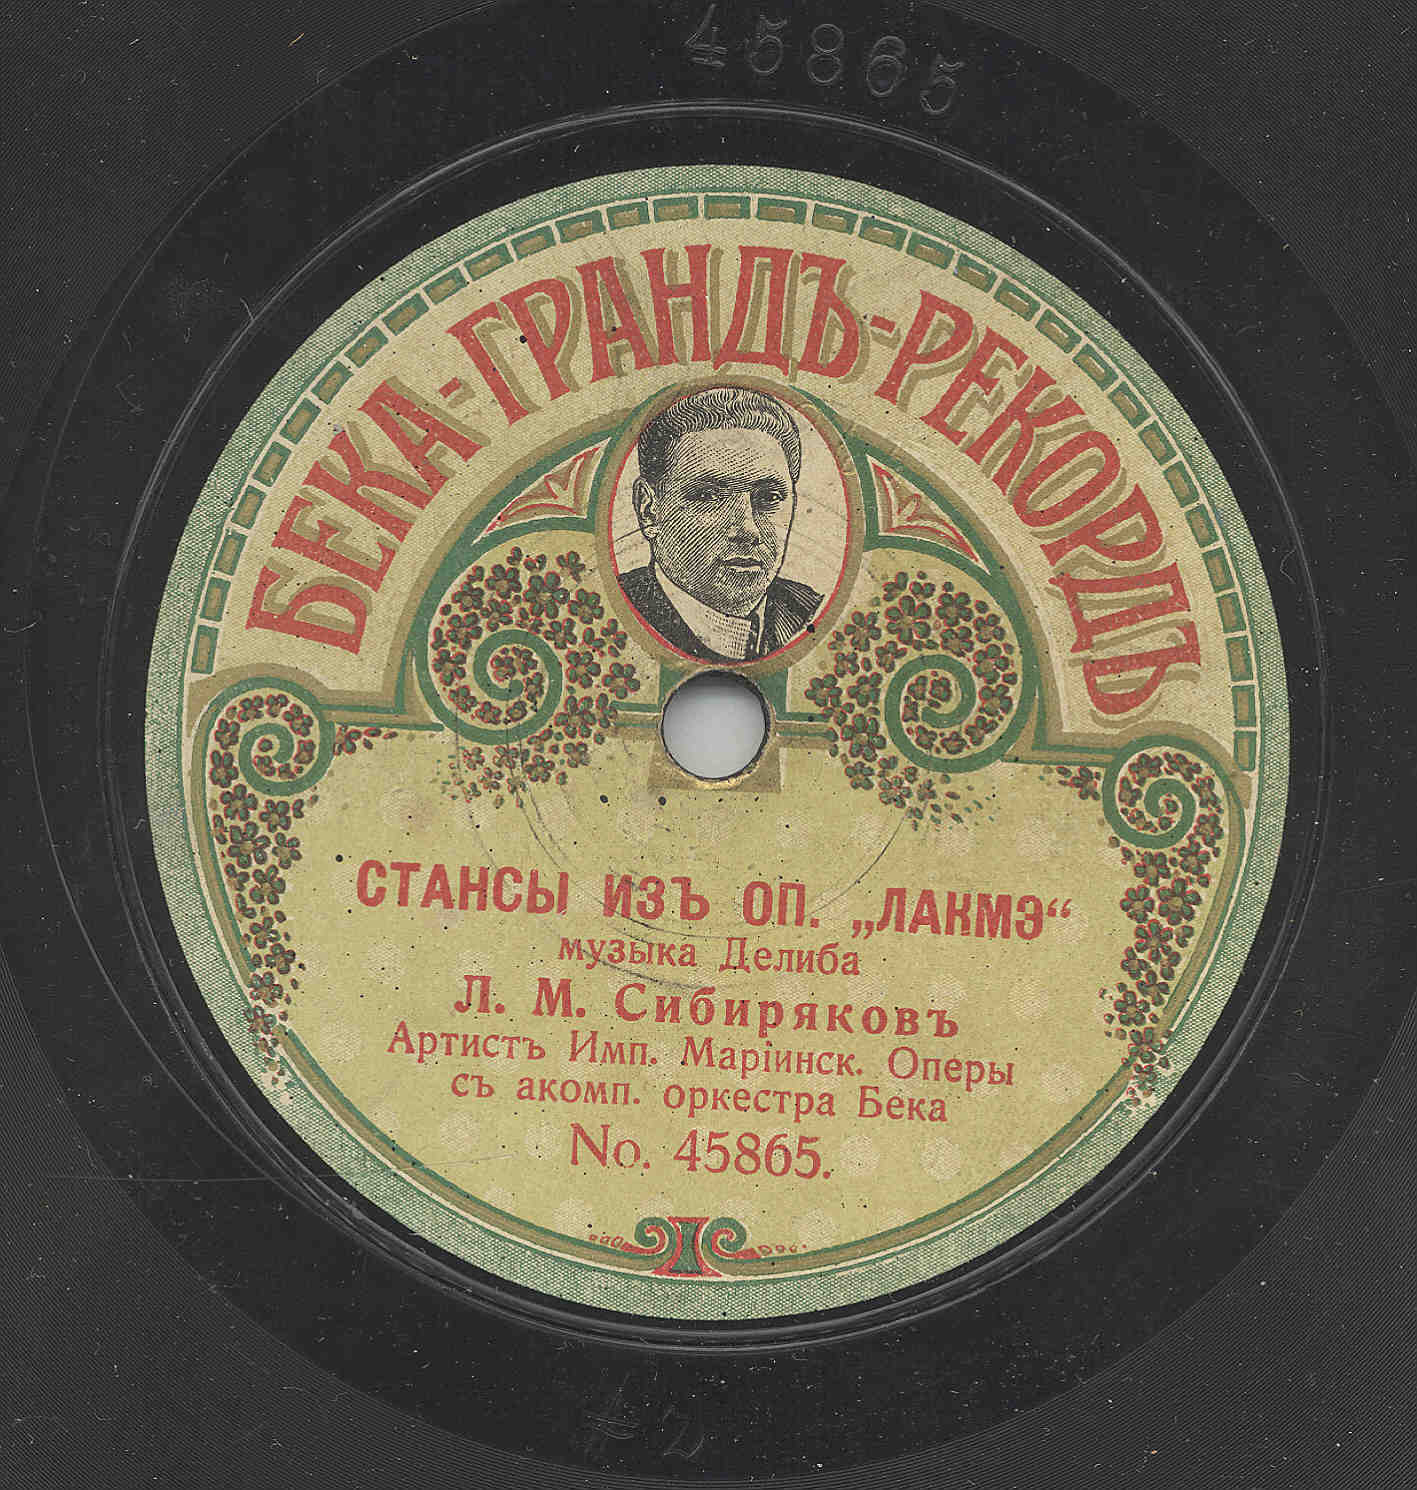 45865
БЕКА-ГРАНДЪ-РЕКОРДЪ
СТАНСЫ ИЗЪ ОП. „ЛАКМЭ“
музыка Делиба
Л. М. Сибиряковъ
Артистъ Имп. Маріинск. Оперы
съ акомп. оркестра Бека
No. 45865.